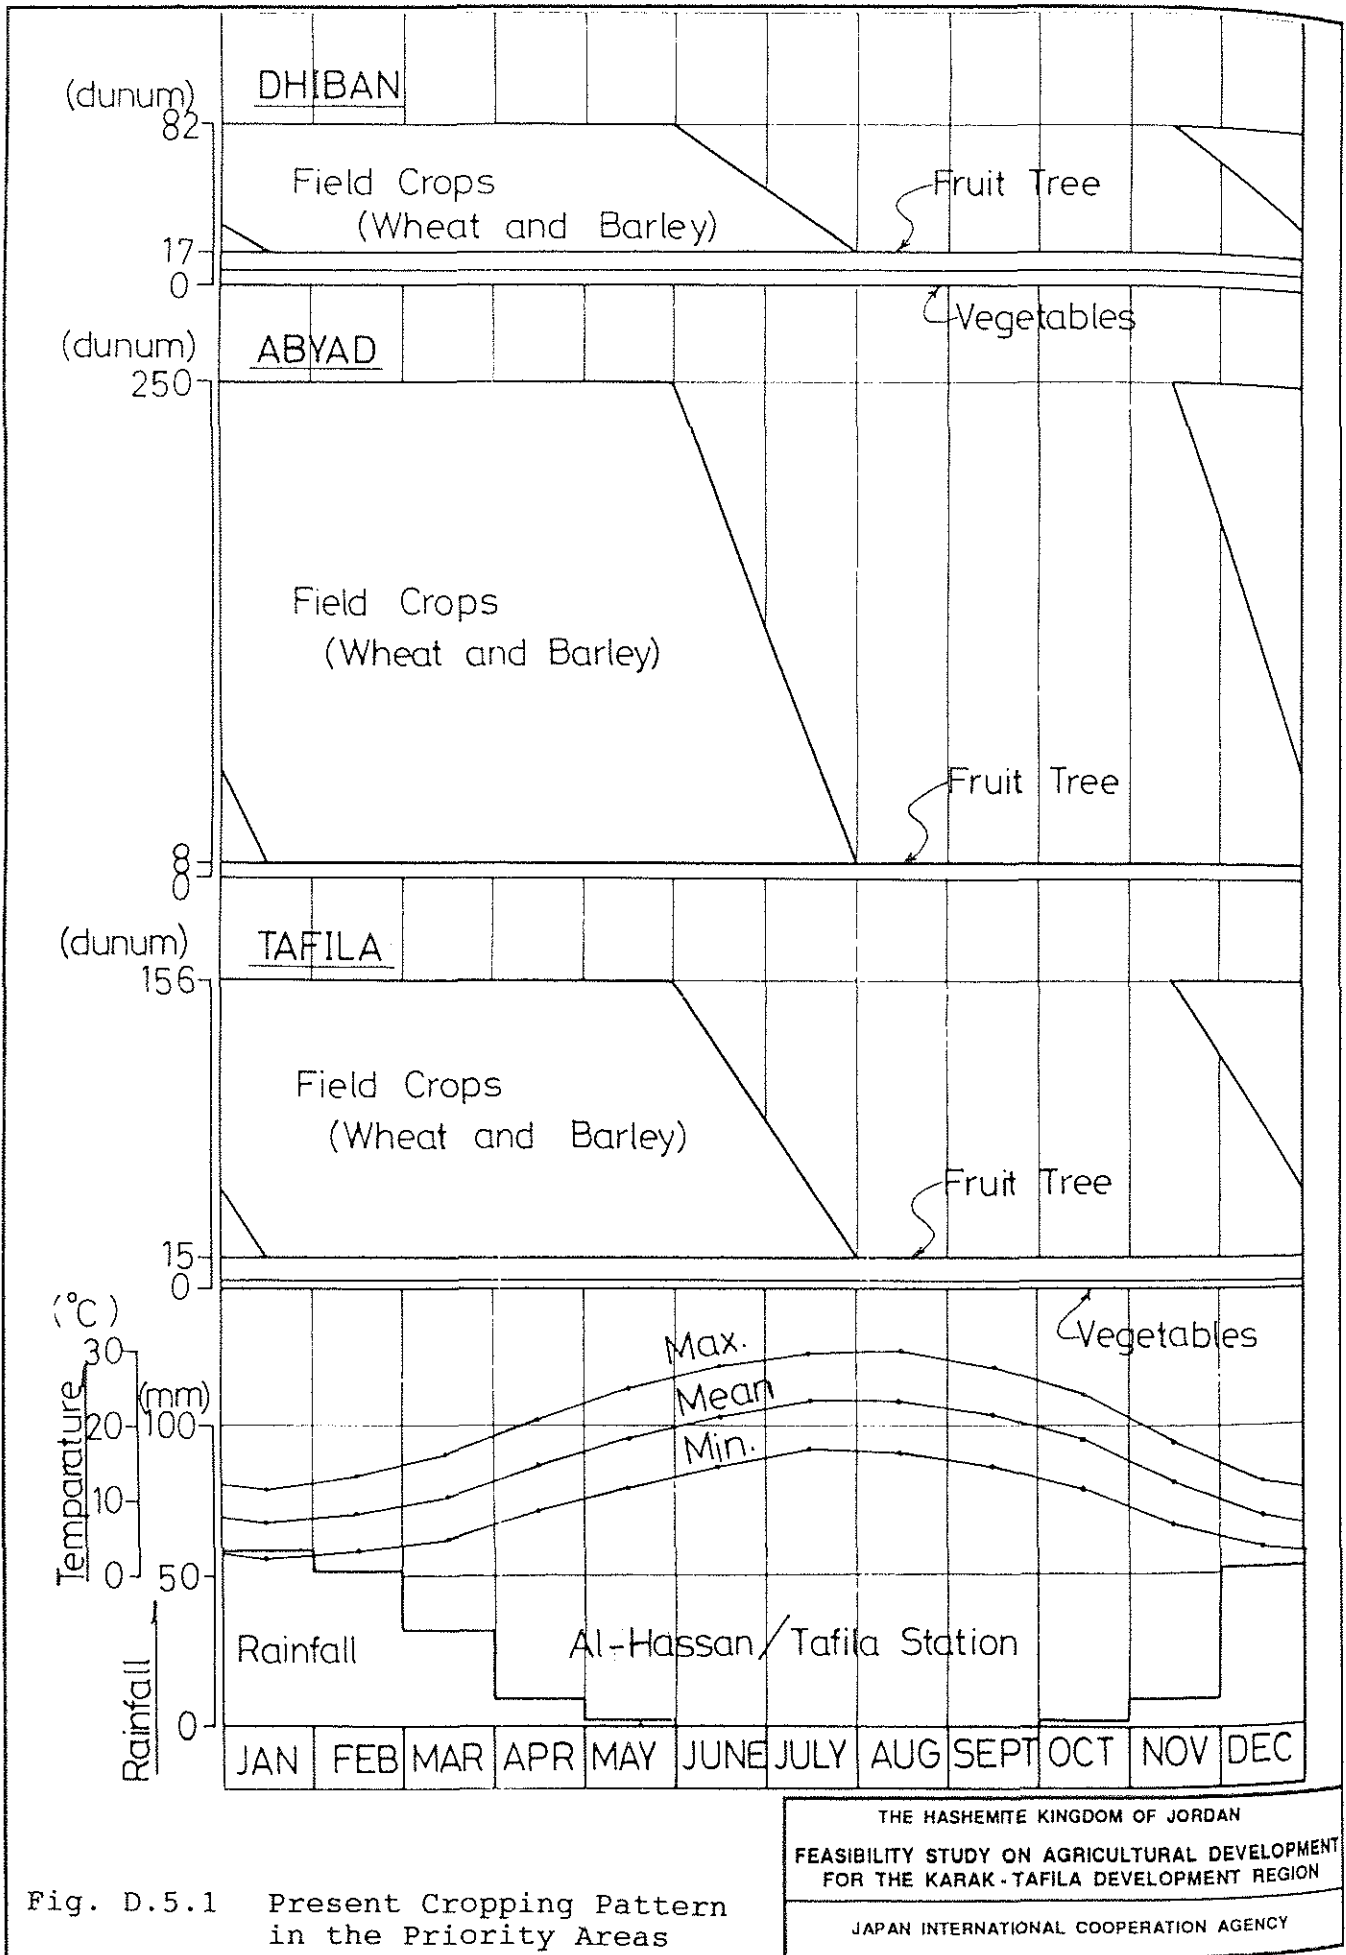 DHIBAN
(dunum)
82
Field Crops
(Wheat and Barley)
Fruit Tree
17
0
Vegetables
(dunum)
ABYAD
250
Field Crops
(Wheat and Barley)
Fruit Tree
8
0
(dunum)
TAFILA
156
Field Crops
(Wheat and Barley)
Fruit Tree
15
0
Vegetables
(°C)
30
20
10
0
Temparature
(mm)
100
50
0
Rainfall
Max.
Mean
Min.
Rainfall
Al-Hassan/Tafila Station
JAN FEB MAR APR MAY JUNE JULY AUG SEPT OCT NOV DEC
Fig. D.5.1 Present Cropping Pattern
in the Priority Areas
THE HASHEMITE KINGDOM OF JORDAN
FEASIBILITY STUDY ON AGRICULTURAL DEVELOPMENT
FOR THE KARAK-TAFILA DEVELOPMENT REGION
JAPAN INTERNATIONAL COOPERATION AGENCY